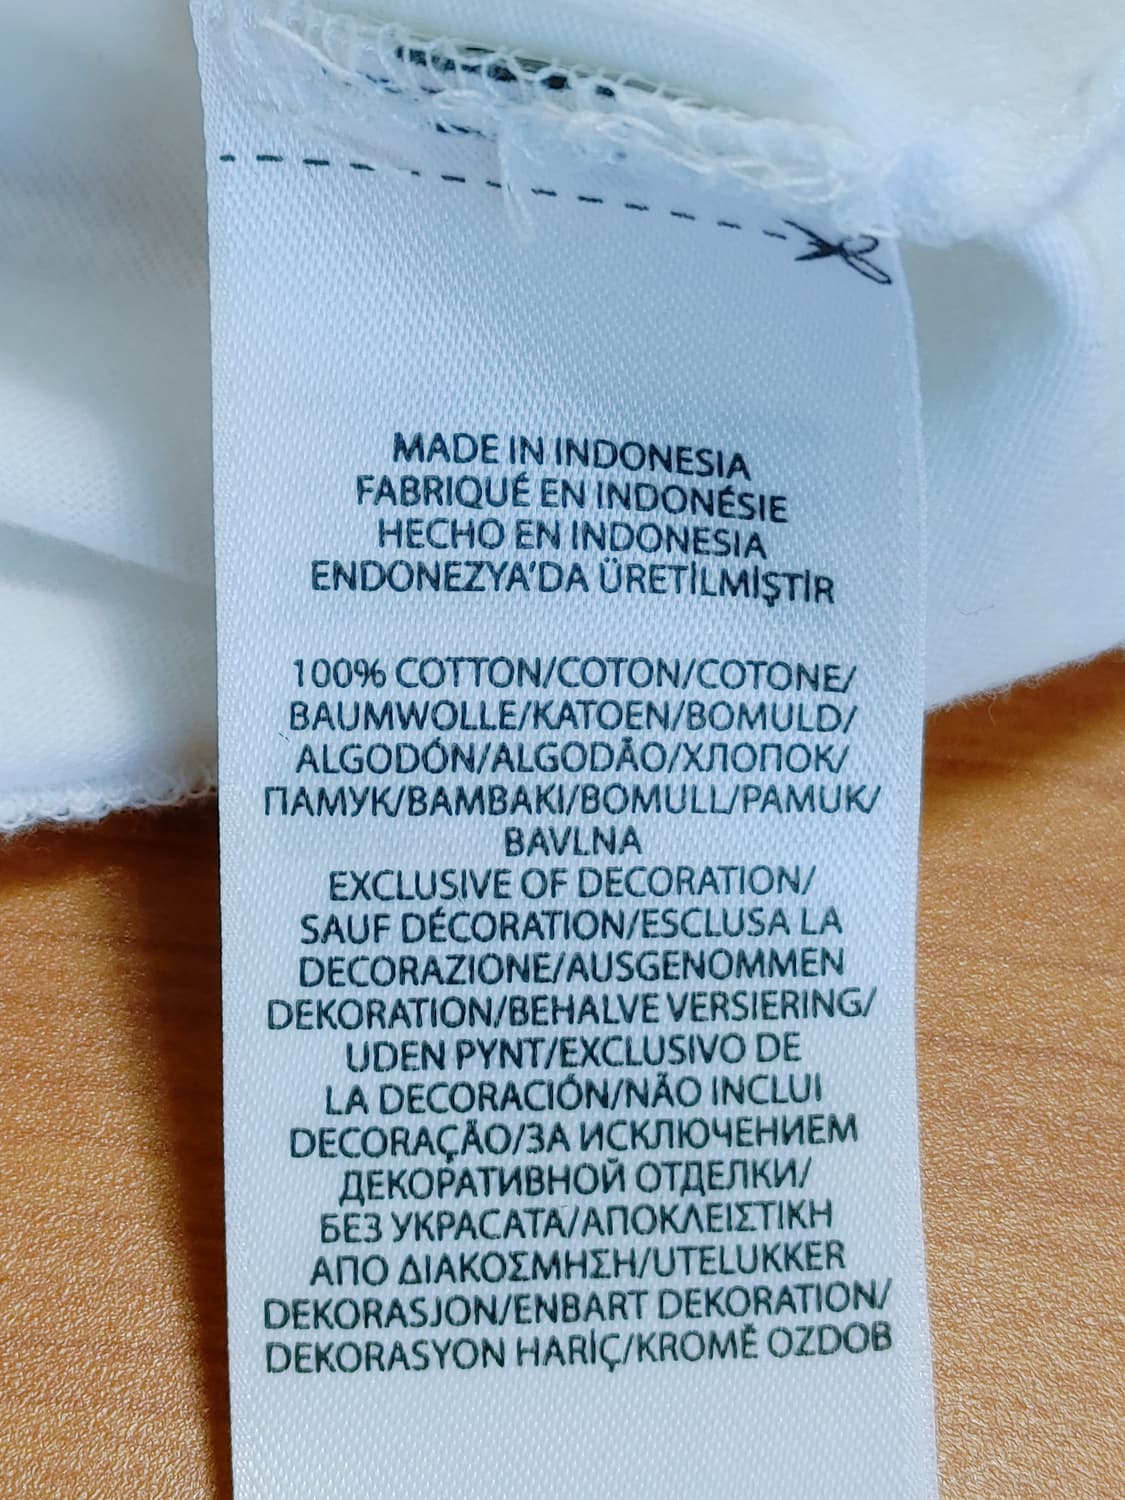 MADE IN INDONESIA
FABRIQUÉ EN INDONÉSIE
HECHO EN INDONESIA
ENDONEZYA'DA ÜRETİLMİŞTİR
100% COTTON/COTON/COTONE/
BAUMWOLLE/KATOEN/BOMULD/
ALGODÓN/ALGODÃO/ХЛОПОК/
ПАМУК/ΒΑΜΒΑΚΙ/BOMULL/PAMUK/
BAVLNA
EXCLUSIVE OF DECORATION/
SAUF DÉCORATION/ESCLUSA LA
DECORAZIONE/AUSGENOMMEN
DEKORATION/BEHALVE VERSIERING/
UDEN PYNT/EXCLUSIVO DE
LA DECORACIÓN/NÃO INCLUI
DECORAÇÃO/ЗА ИСКЛЮЧЕНИЕМ
ДЕКОРАТИВНОЙ ОТДЕЛКИ/
БЕЗ УКРАСАТА/ΑΠΟΚΛΕΙΣΤΙΚΗ
ΑΠΟ ΔΙΑΚΟΣΜΗΣΗ/UTELUKKER
DEKORASJON/ENBART DEKORATION/
DEKORASYON HARİÇ/KROMĚ OZDOB